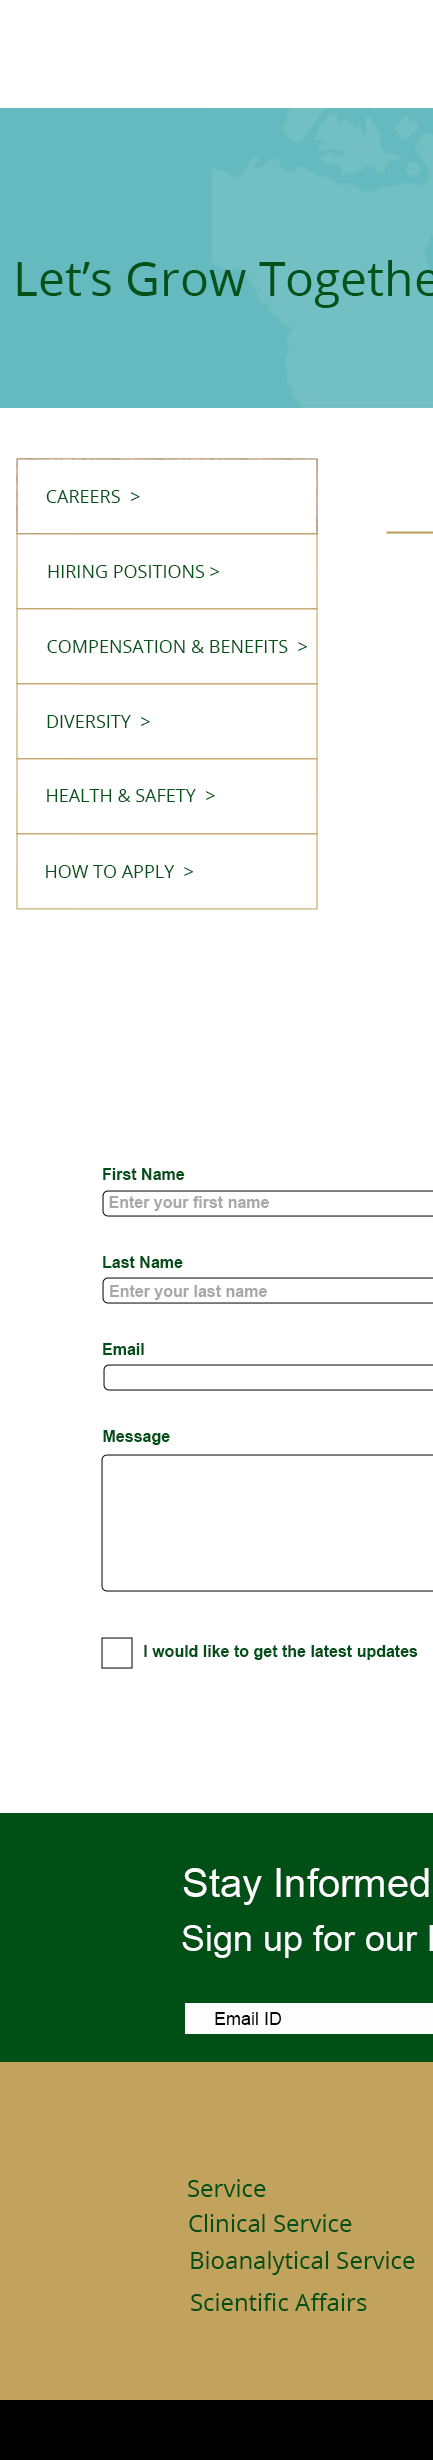 Let’s Grow Togethe
CAREERS >
HIRING POSITIONS >
COMPENSATION & BENEFITS >
DIVERSITY >
HEALTH & SAFETY >
HOW TO APPLY >
First Name
Enter your first name
Last Name
Enter your last name
Email
Message
I would like to get the latest updates
Stay Informed
Sign up for our
Email ID
Service
Clinical Service
Bioanalytical Service
Scientific Affairs